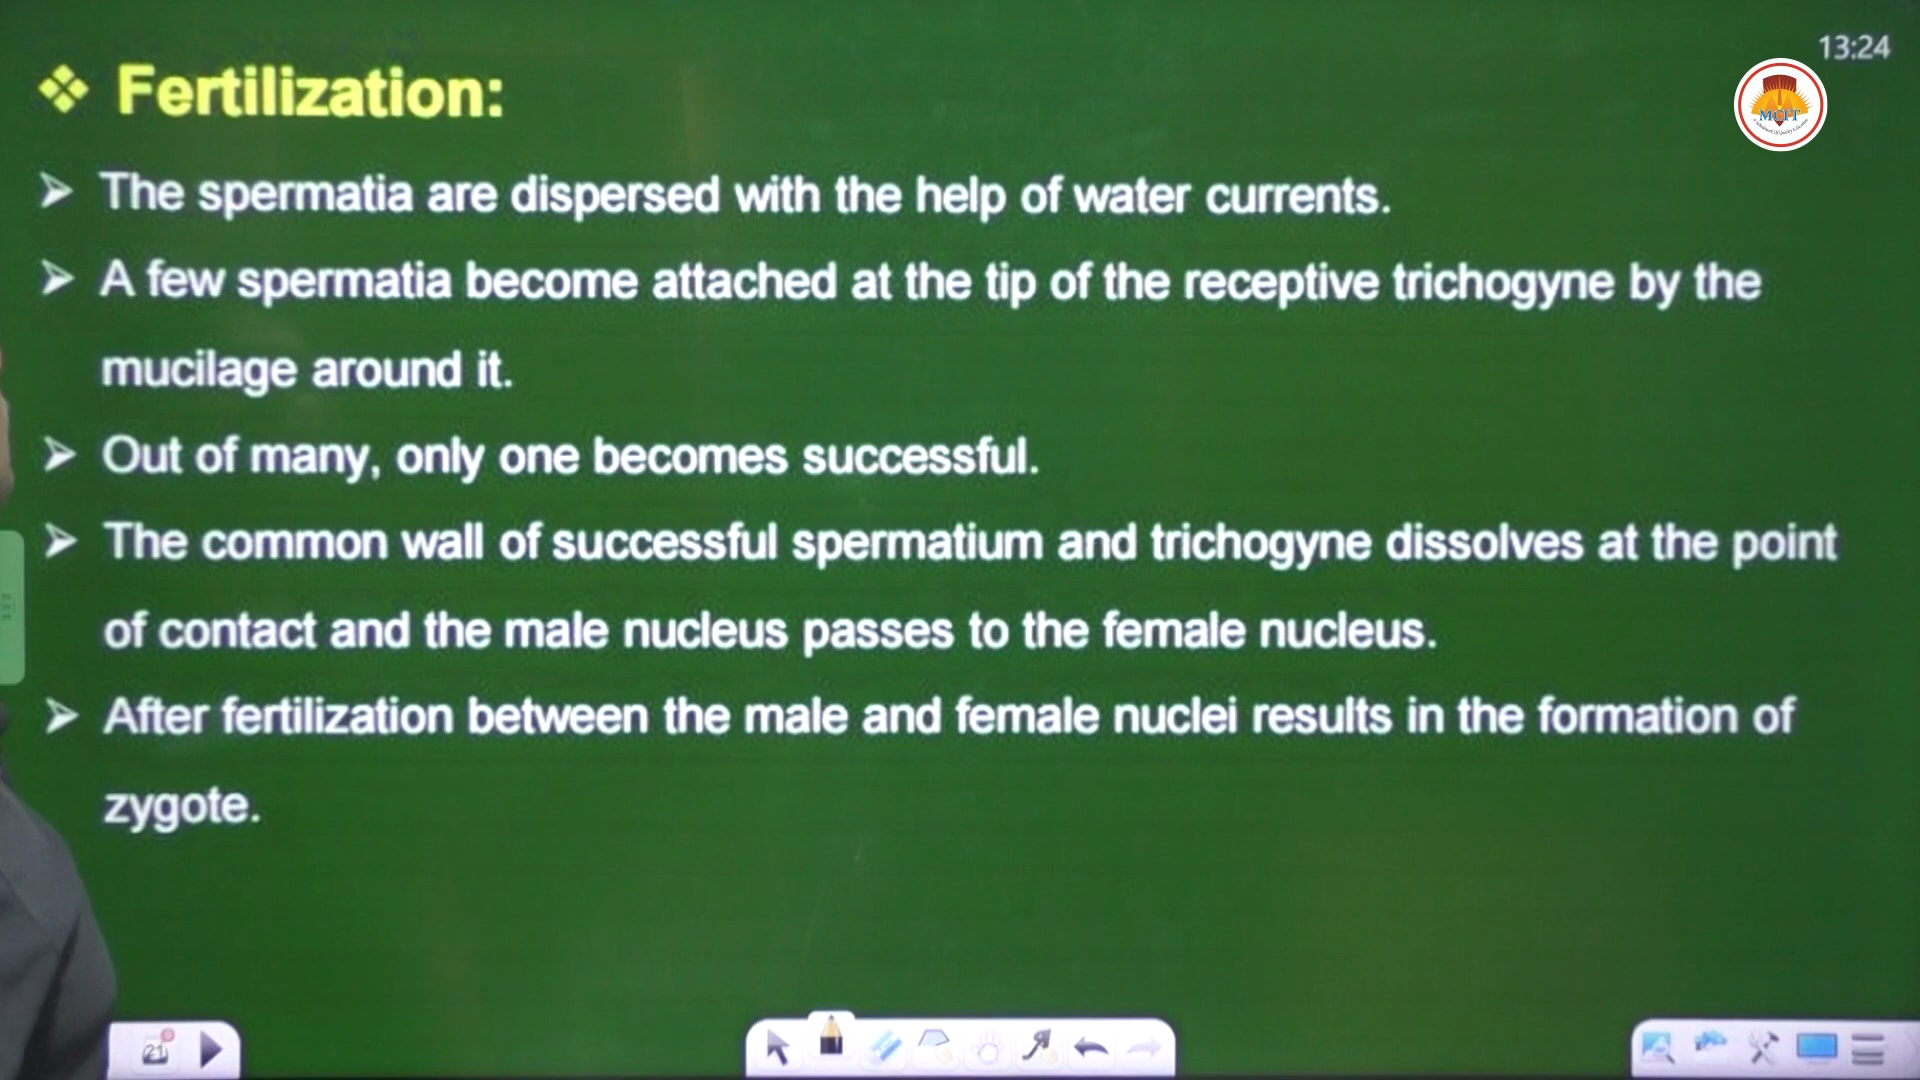 13:24
MCPT
❖ Fertilization:
➢ The spermatia are dispersed with the help of water currents.
➢ A few spermatia become attached at the tip of the receptive trichogyne by the
mucilage around it.
➢ Out of many, only one becomes successful.
➢ The common wall of successful spermatium and trichogyne dissolves at the point
of contact and the male nucleus passes to the female nucleus.
➢ After fertilization between the male and female nuclei results in the formation of
zygote.
21